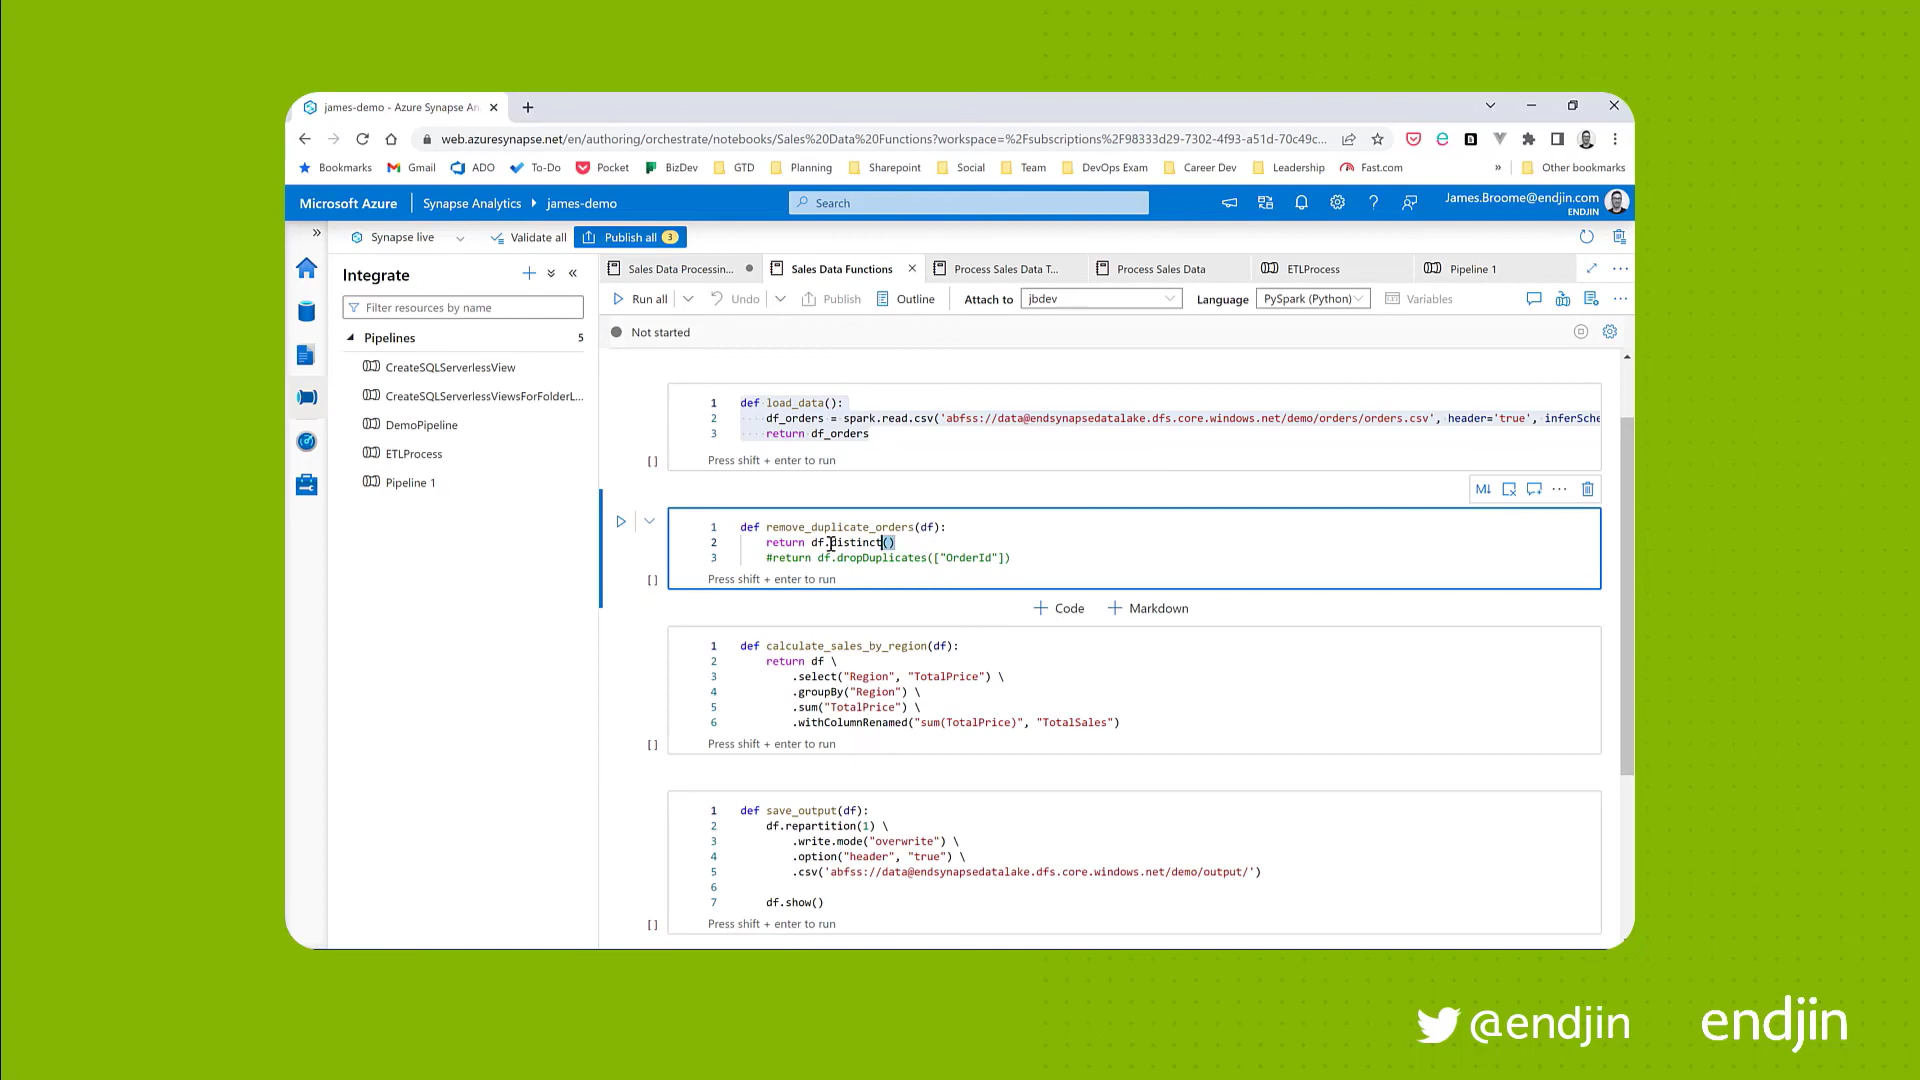 james-demo - Azure Synapse An
web.azuresynapse.net/en/authoring/orchestrate/notebooks/Sales%20Data%20Functions?workspace=%2Fsubscriptions%2F98333d29-7302-4f93-a51d-70c49c...
Bookmarks Gmail ADO To-Do Pocket BizDev GTD Planning Sharepoint Social Team DevOps Exam Career Dev Leadership Fast.com » Other bookmarks
Microsoft Azure Synapse Analytics james-demo Search James.Broome@endjin.com
ENDJIN
Synapse live Validate all Publish all 3
Integrate
Filter resources by name
Pipelines 5
CreateSQLServerlessView
CreateSQLServerlessViewsForFolderL...
DemoPipeline
ETLProcess
Pipeline 1
Sales Data Processin... Sales Data Functions Process Sales Data T... Process Sales Data ETLProcess Pipeline 1
Run all Undo Publish Outline Attach to jbdev Language PySpark (Python) Variables
Not started
1 def load_data():
2 df_orders = spark.read.csv('abfss://data@endsynapsedatalake.dfs.core.windows.net/demo/orders/orders.csv', header='true', inferSche
3 return df_orders
[ ] Press shift + enter to run
M↓
1 def remove_duplicate_orders(df):
2 return df.distinct()
3 #return df.dropDuplicates(["OrderId"])
[ ] Press shift + enter to run
+ Code + Markdown
1 def calculate_sales_by_region(df):
2 return df \
3 .select("Region", "TotalPrice") \
4 .groupBy("Region") \
5 .sum("TotalPrice") \
6 .withColumnRenamed("sum(TotalPrice)", "TotalSales")
[ ] Press shift + enter to run
1 def save_output(df):
2 df.repartition(1) \
3 .write.mode("overwrite") \
4 .option("header", "true") \
5 .csv('abfss://data@endsynapsedatalake.dfs.core.windows.net/demo/output/')
6
7 df.show()
[ ] Press shift + enter to run
@endjin endjin